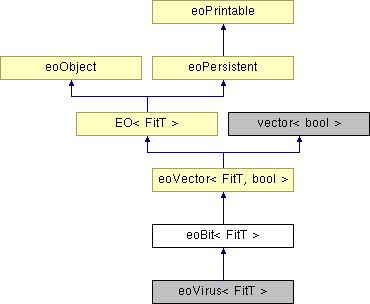 eoPrintable
eoObject
eoPersistent
EO< FitT >
vector< bool >
eoVector< FitT, bool >
eoBit< FitT >
eoVirus< FitT >